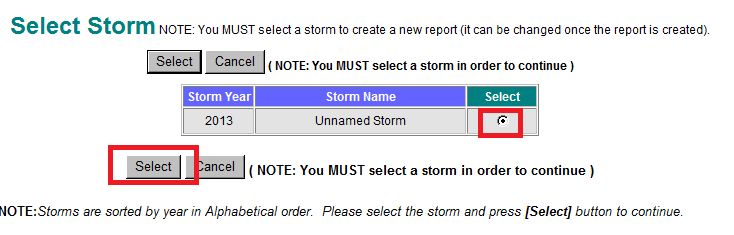 Select Storm NOTE: You MUST select a storm to create a new report (it can be changed once the report is created).
Select Cancel ( NOTE: You MUST select a storm in order to continue )
Storm Year Storm Name Select
2013 Unnamed Storm
Select Cancel ( NOTE: You MUST select a storm in order to continue )
NOTE:Storms are sorted by year in Alphabetical order. Please select the storm and press [Select] button to continue.